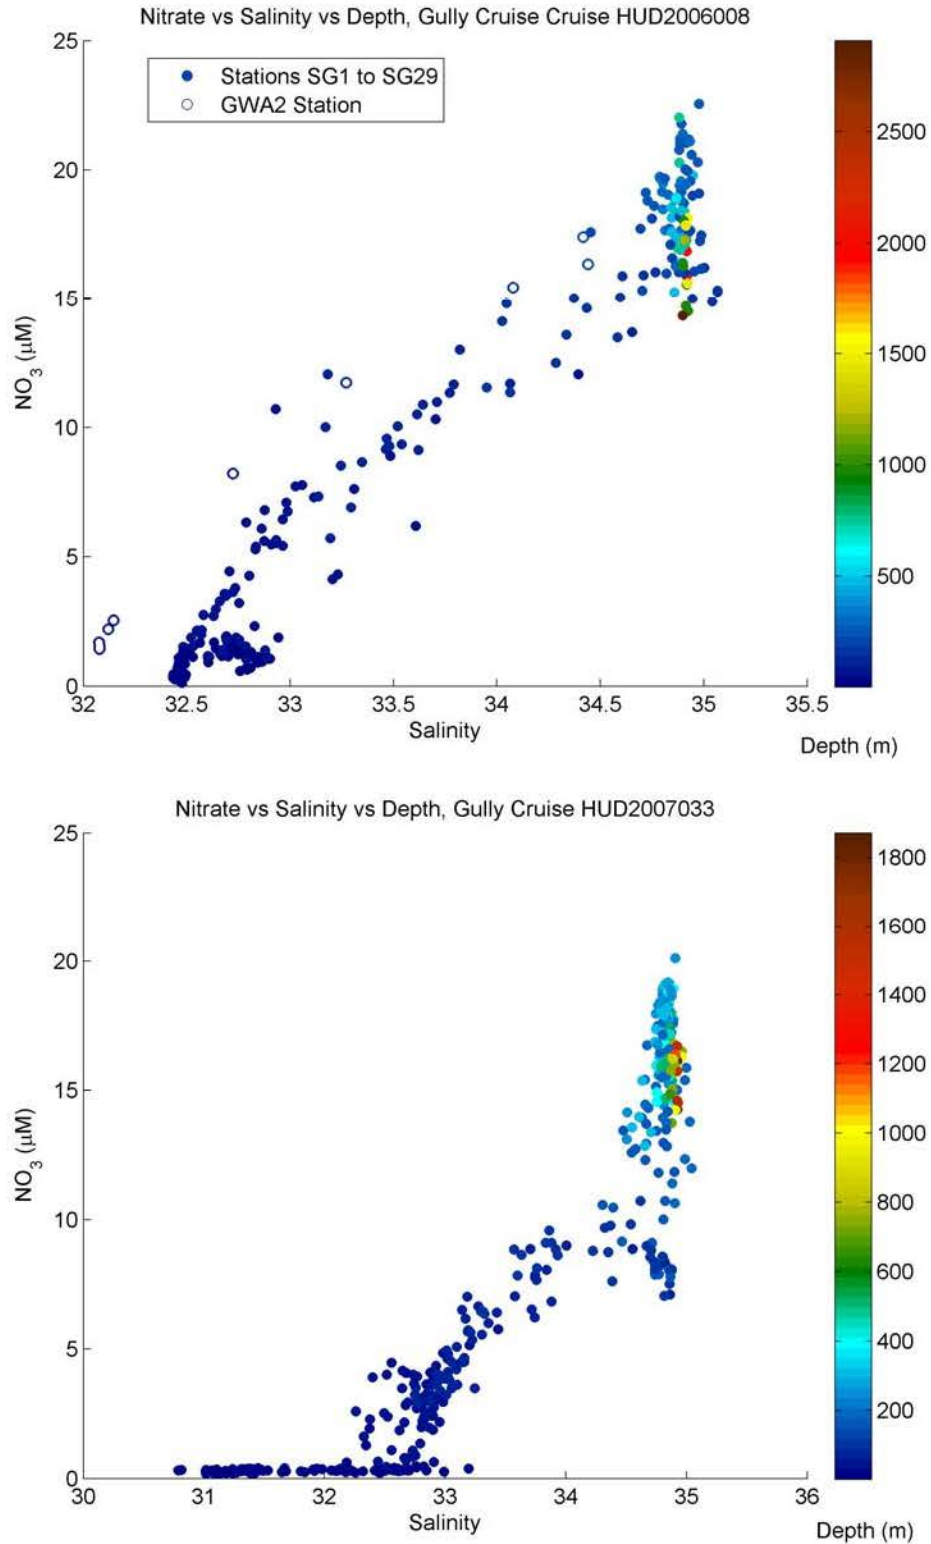 Nitrate vs Salinity vs Depth, Gully Cruise Cruise HUD2006008
25
20
15
10
5
0
NO3 (µM)
Stations SG1 to SG29
GWA2 Station
32 32.5 33 33.5 34 34.5 35 35.5
Salinity
2500
2000
1500
1000
500
Depth (m)
Nitrate vs Salinity vs Depth, Gully Cruise HUD2007033
25
20
15
10
5
0
NO3 (µM)
30 31 32 33 34 35 36
Salinity
1800
1600
1400
1200
1000
800
600
400
200
Depth (m)